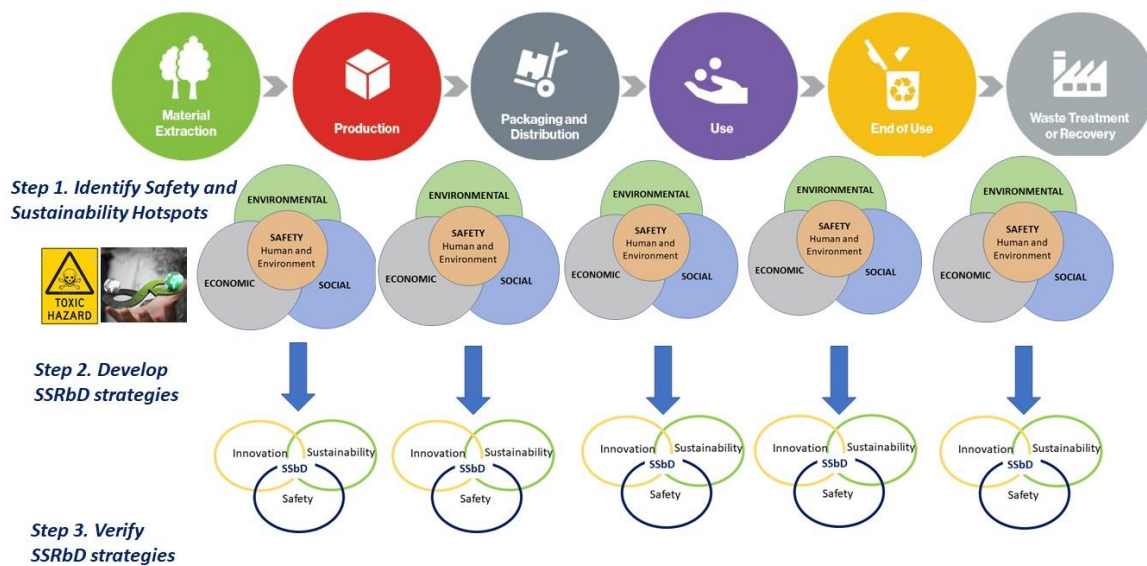 Material
Extraction
Production
Packaging and
Distribution
Use
End of Use
Waste Treatment
or Recovery
Step 1. Identify Safety and
Sustainability Hotspots
ENVIRONMENTAL
SAFETY
Human and
Environment
ECONOMIC
SOCIAL
ENVIRONMENTAL
SAFETY
Human and
Environment
ECONOMIC
SOCIAL
ENVIRONMENTAL
SAFETY
Human and
Environment
ECONOMIC
SOCIAL
ENVIRONMENTAL
SAFETY
Human and
Environment
ECONOMIC
SOCIAL
ENVIRONMENTAL
SAFETY
Human and
Environment
ECONOMIC
SOCIAL
TOXIC
HAZARD
Step 2. Develop
SSRbD strategies
Innovation
Sustainability
SSbD
Safety
Innovation
Sustainability
SSbD
Safety
Innovation
Sustainability
SSbD
Safety
Innovation
Sustainability
SSbD
Safety
Innovation
Sustainability
SSbD
Safety
Step 3. Verify
SSRbD strategies